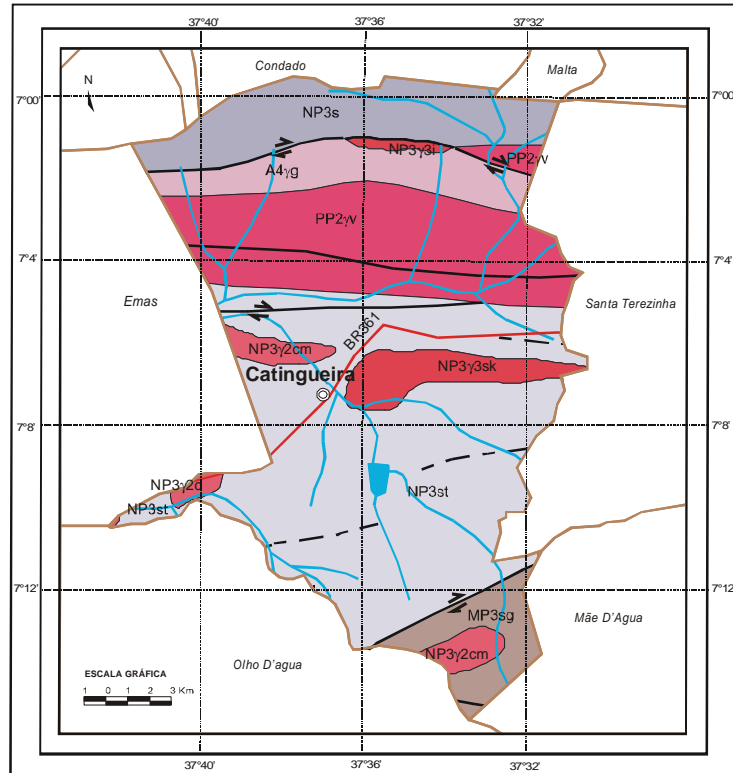 37°40'
37°36'
37°32'
Condado
Malta
7°00'
7°00'
N
NP3s
NP3γ3i
PP2γv
A4γg
PP2γv
7°4'
7°4'
Emas
Santa Terezinha
BR361
NP3γ2cm
NP3γ3sk
Catingueira
7°8'
7°8'
NP3γ2d
NP3st
NP3st
7°12'
7°12'
MP3sg
Mãe D'Agua
NP3γ2cm
Olho D'agua
ESCALA GRÁFICA
1 0 1 2 3 Km
37°40'
37°36'
37°32'